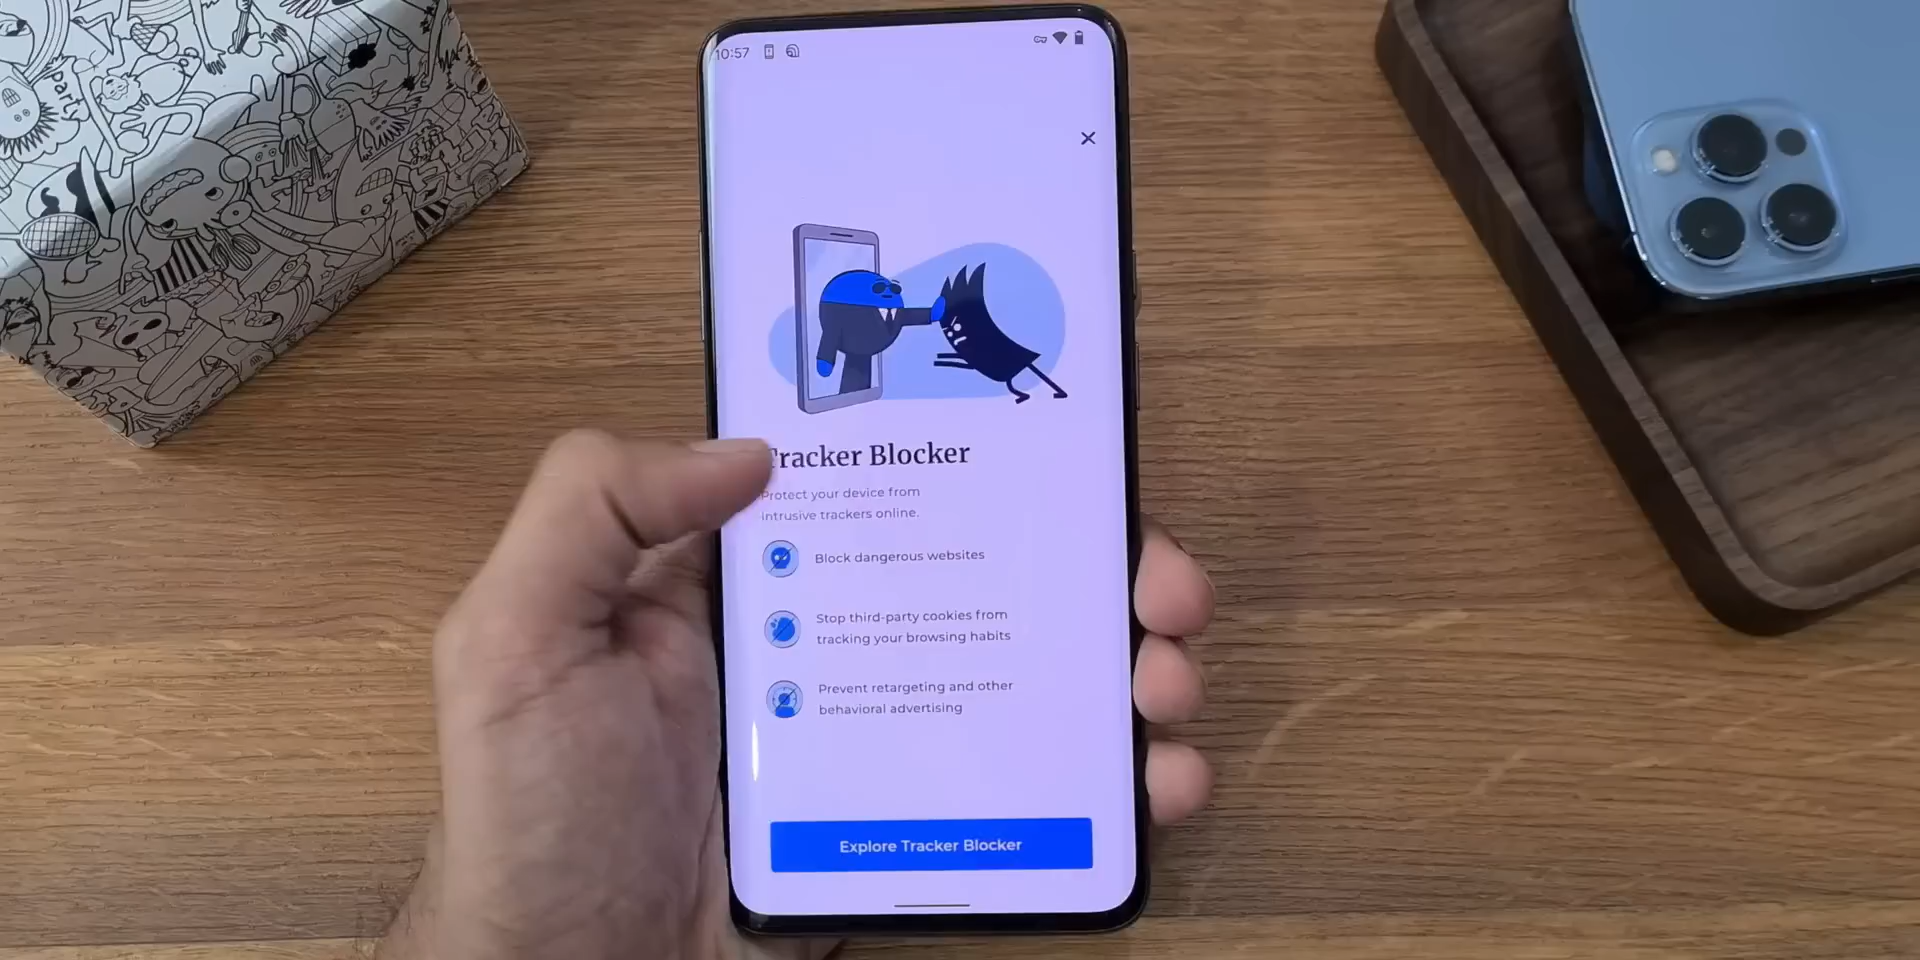 party
10:57
Tracker Blocker
Protect your device from
intrusive trackers online.
Block dangerous websites
Stop third-party cookies from
tracking your browsing habits
Prevent retargeting and other
behavioral advertising
Explore Tracker Blocker